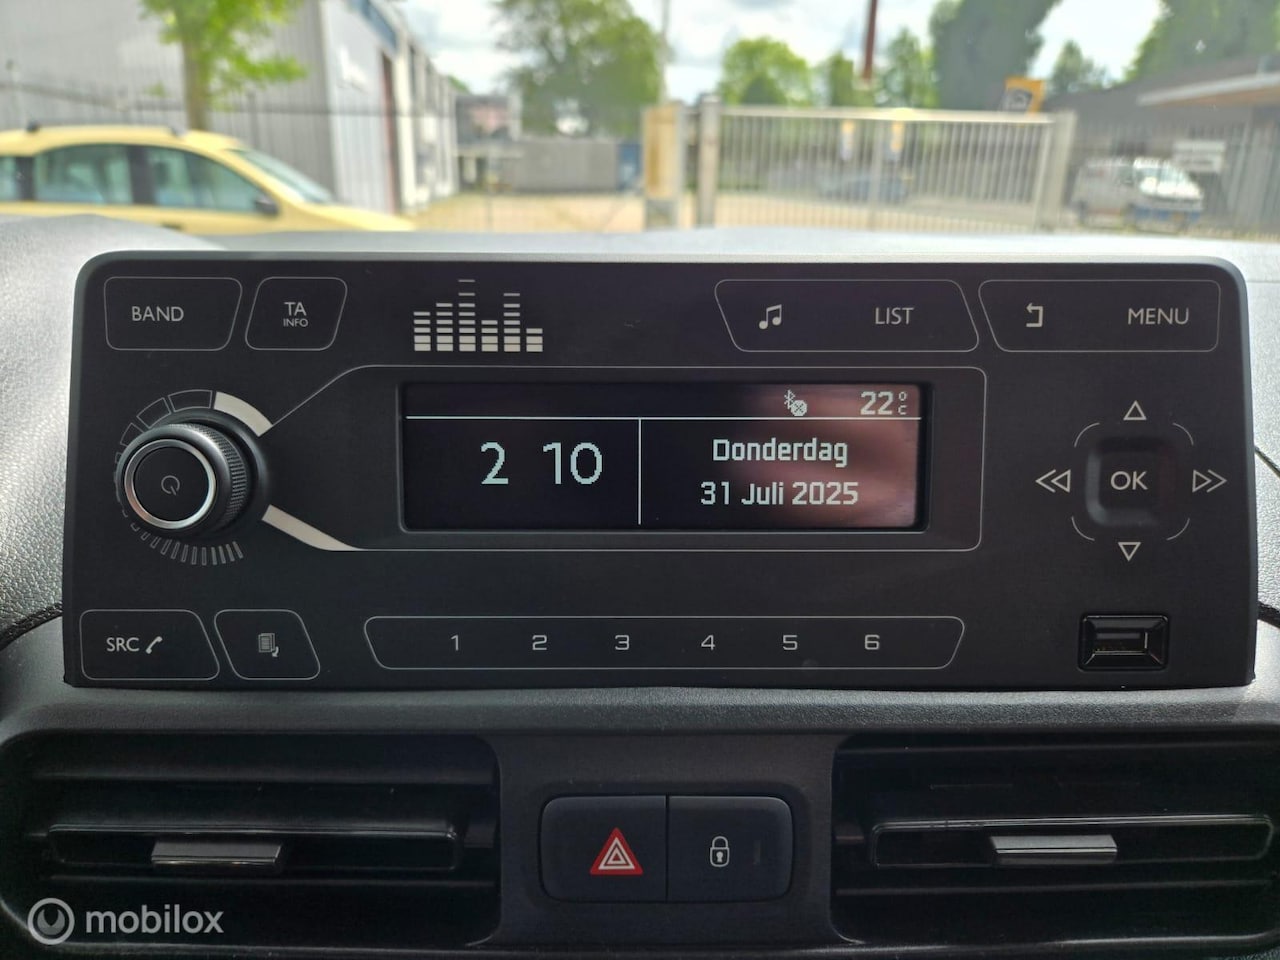 BAND
TA
INFO
LIST
MENU
22°C
2 10
Donderdag
31 Juli 2025
OK
SRC
1 2 3 4 5 6
mobilox